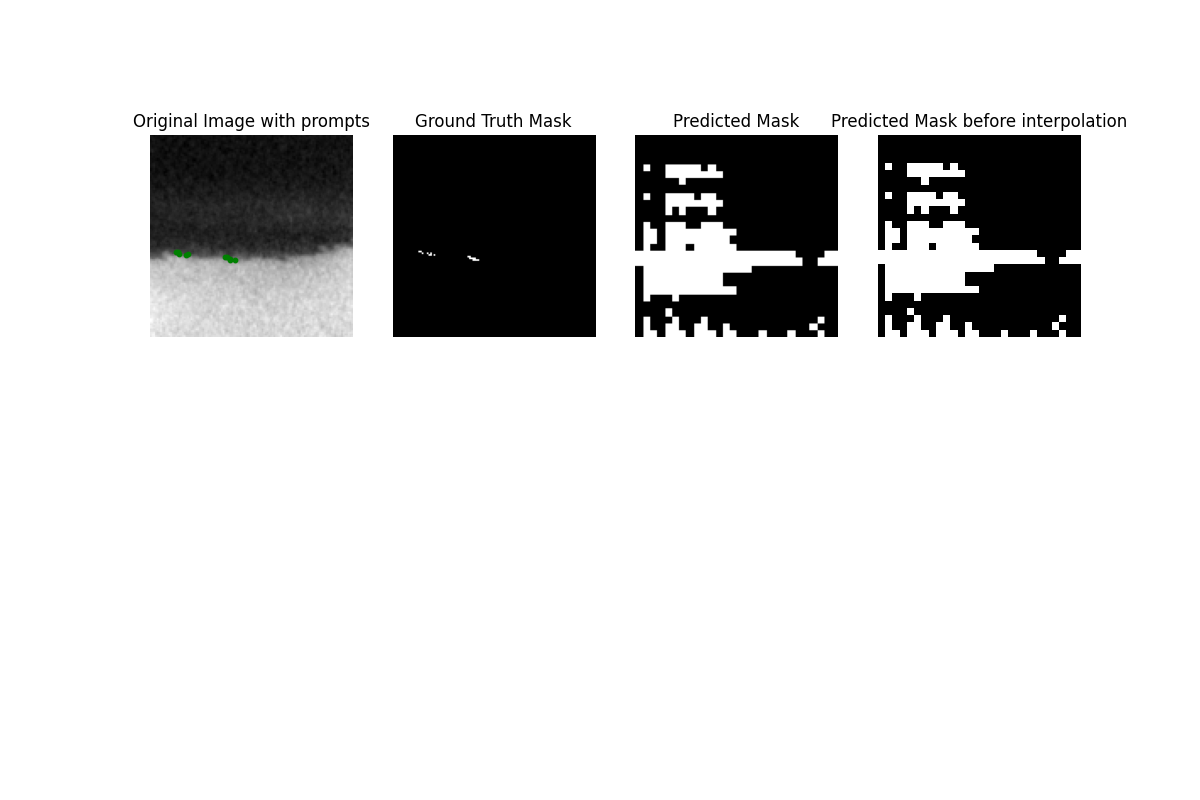 Original Image with prompts
Ground Truth Mask
Predicted Mask
Predicted Mask before interpolation